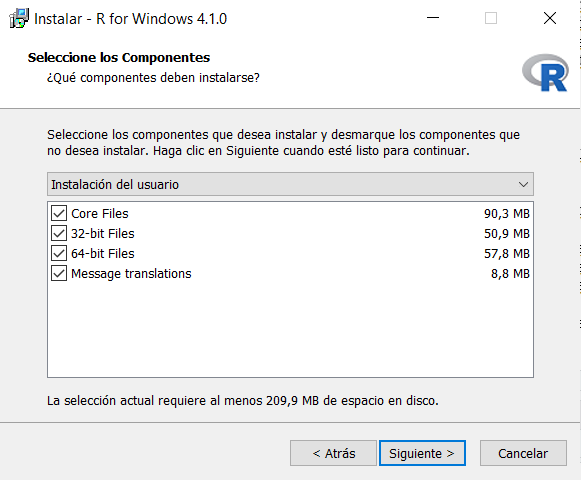 Instalar - R for Windows 4.1.0
Seleccione los Componentes
¿Qué componentes deben instalarse?
R
Seleccione los componentes que desea instalar y desmarque los componentes que
no desea instalar. Haga clic en Siguiente cuando esté listo para continuar.
Instalación del usuario
Core Files 90,3 MB
32-bit Files 50,9 MB
64-bit Files 57,8 MB
Message translations 8,8 MB
La selección actual requiere al menos 209,9 MB de espacio en disco.
< Atrás Siguiente > Cancelar